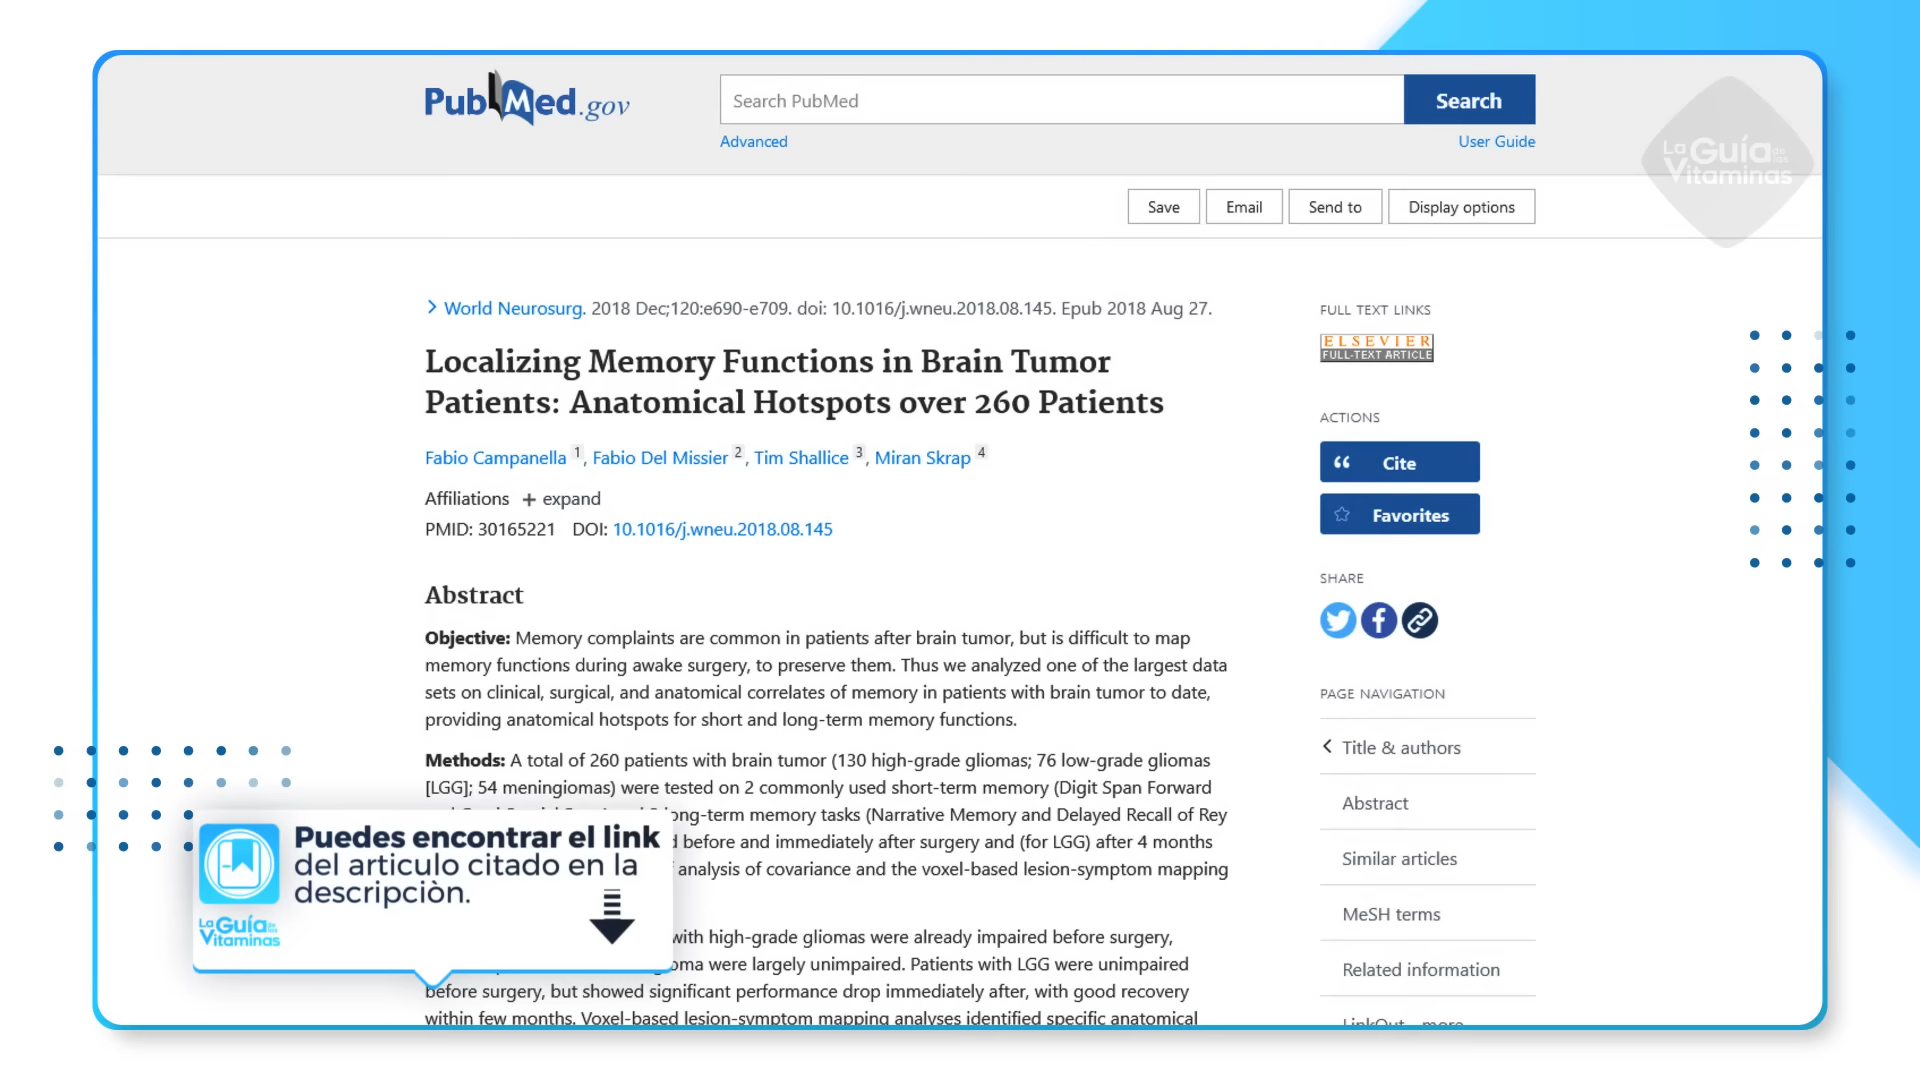 PubMed.gov
Search PubMed
Search
Advanced
User Guide
La Guía de las
Vitaminas
Save
Email
Send to
Display options
World Neurosurg. 2018 Dec;120:e690-e709. doi: 10.1016/j.wneu.2018.08.145. Epub 2018 Aug 27.
Localizing Memory Functions in Brain Tumor
Patients: Anatomical Hotspots over 260 Patients
Fabio Campanella 1, Fabio Del Missier 2, Tim Shallice 3, Miran Skrap 4
Affiliations + expand
PMID: 30165221 DOI: 10.1016/j.wneu.2018.08.145
Abstract
Objective: Memory complaints are common in patients after brain tumor, but is difficult to map
memory functions during awake surgery, to preserve them. Thus we analyzed one of the largest data
sets on clinical, surgical, and anatomical correlates of memory in patients with brain tumor to date,
providing anatomical hotspots for short and long-term memory functions.
Methods: A total of 260 patients with brain tumor (130 high-grade gliomas; 76 low-grade gliomas
[LGG]; 54 meningiomas) were tested on 2 commonly used short-term memory (Digit Span Forward
long-term memory tasks (Narrative Memory and Delayed Recall of Rey
before and immediately after surgery and (for LGG) after 4 months
analysis of covariance and the voxel-based lesion-symptom mapping
with high-grade gliomas were already impaired before surgery,
were largely unimpaired. Patients with LGG were unimpaired
before surgery, but showed significant performance drop immediately after, with good recovery
within few months. Voxel-based lesion-symptom mapping analyses identified specific anatomical
Puedes encontrar el link
del articulo citado en la
descripciòn.
La Guía de las
Vitaminas
FULL TEXT LINKS
ELSEVIER
FULL-TEXT ARTICLE
ACTIONS
Cite
Favorites
SHARE
PAGE NAVIGATION
Title & authors
Abstract
Similar articles
MeSH terms
Related information